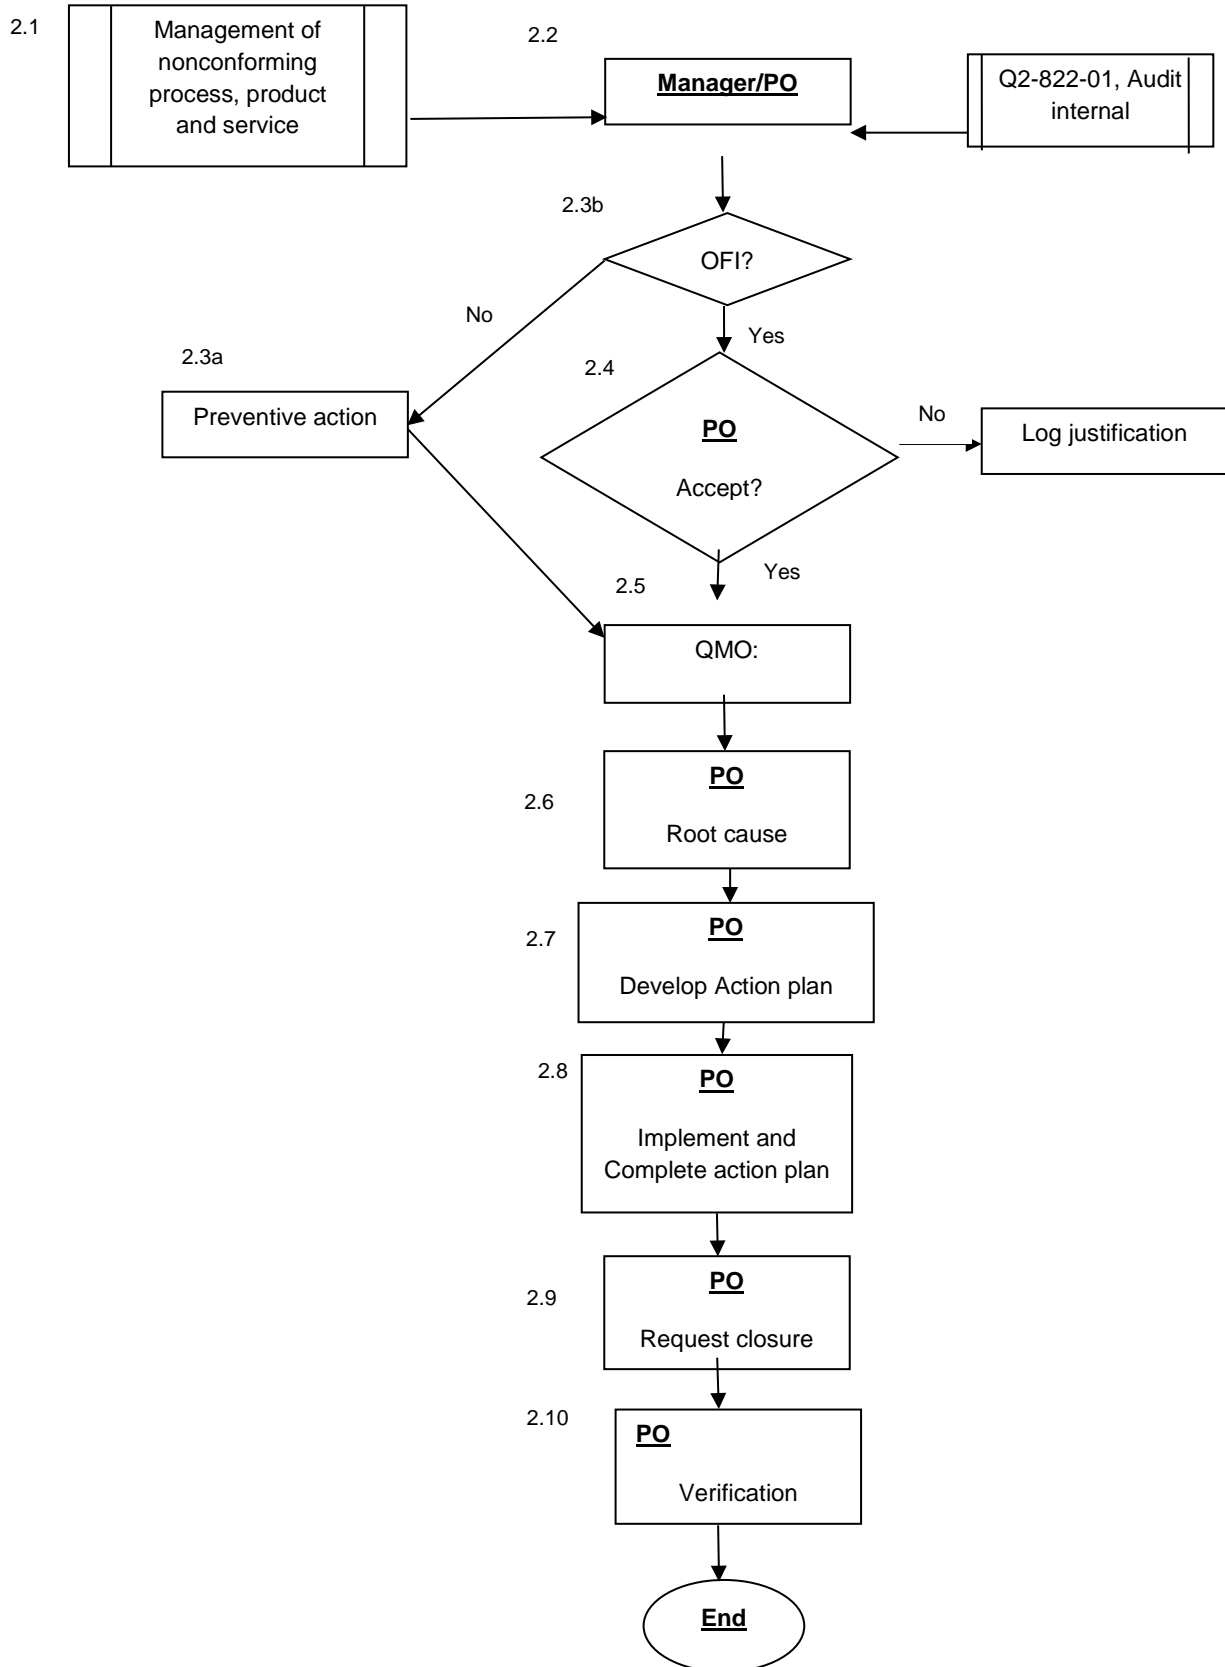 2.1
Management of
nonconforming
process, product
and service
2.2
Manager/PO
Q2-822-01, Audit
internal
2.3b
OFI?
No
Yes
2.3a
Preventive action
2.4
PO
Accept?
No
Log justification
Yes
2.5
QMO:
2.6
PO
Root cause
2.7
PO
Develop Action plan
2.8
PO
Implement and
Complete action plan
2.9
PO
Request closure
2.10
PO
Verification
End